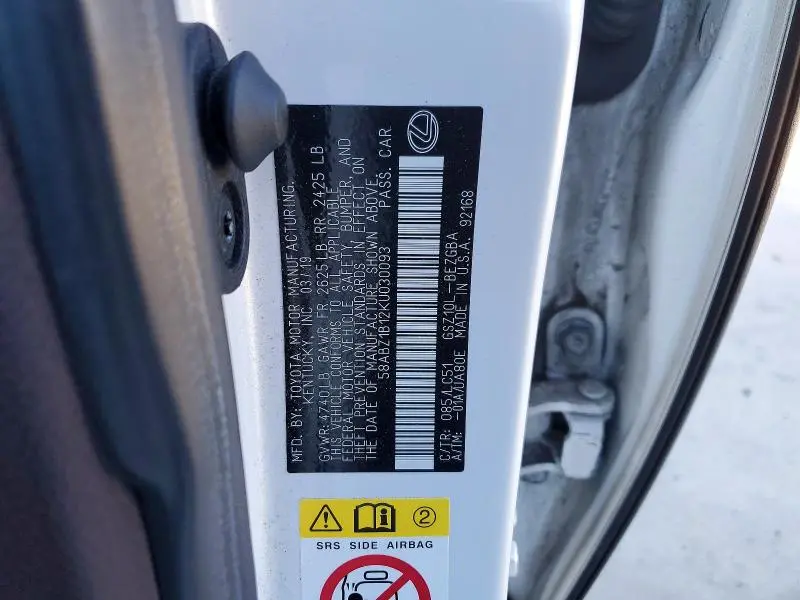 MFD. BY: TOYOTA MOTOR MANUFACTURING,
KENTUCKY, INC. 03/19
GVWR: 4740 LB GAWR FR 2625 LB RR. 2425 LB
THIS VEHICLE CONFORMS TO ALL APPLICABLE
FEDERAL MOTOR VEHICLE SAFETY, BUMPER, AND
THEFT PREVENTION STANDARDS IN EFFECT ON
THE DATE OF MANUFACTURE SHOWN ABOVE.
58ABZ1B12KU030093 PASS. CAR
C/TR: 085/LC51 GSZ10L -BEZGBA
A/TM: -01A/UA80E MADE IN U.S.A. 92168
2
SRS SIDE AIRBAG